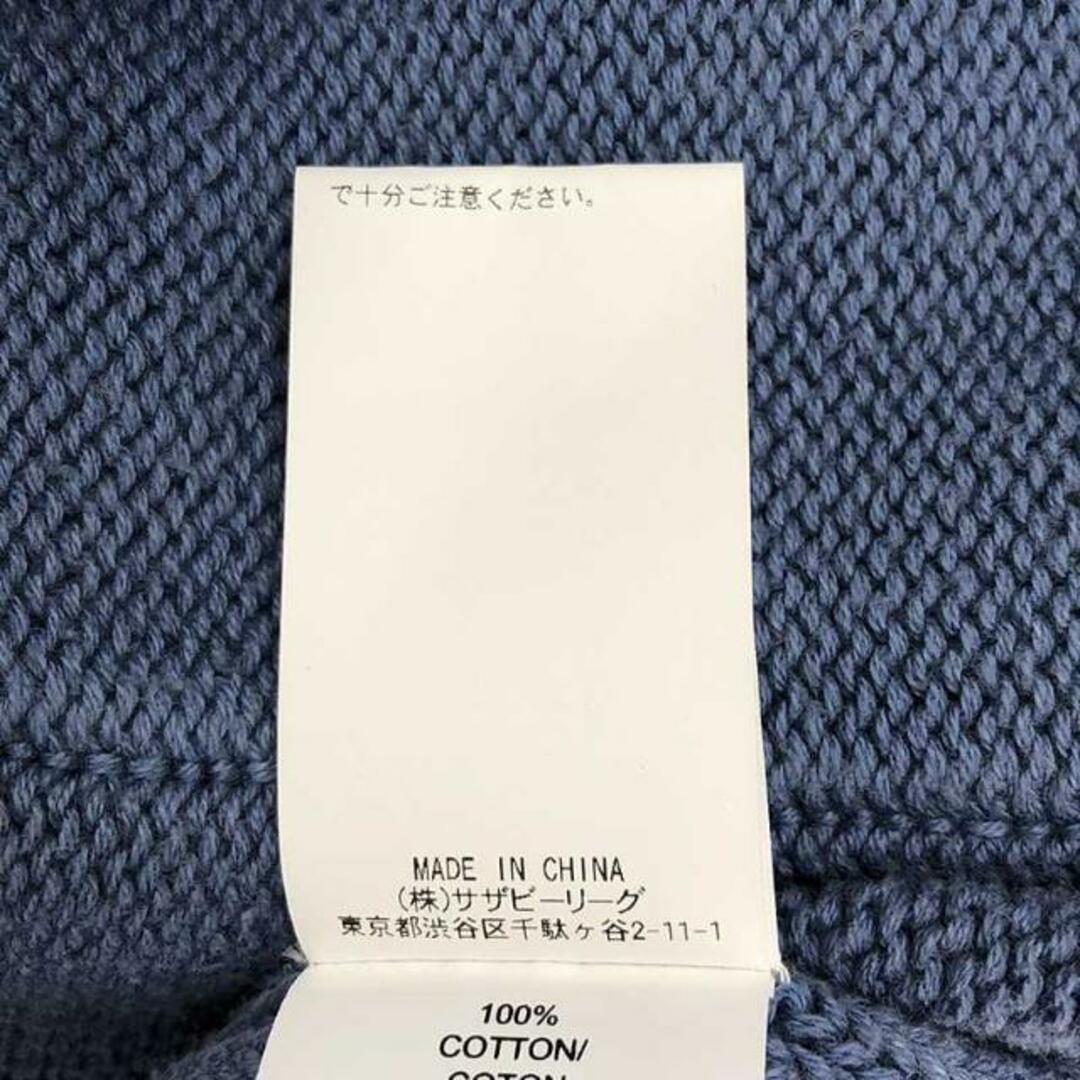 で十分ご注意ください。
MADE IN CHINA
(株)サザビーリーグ
東京都渋谷区千駄ヶ谷2-11-1
100%
COTTON/
COTON